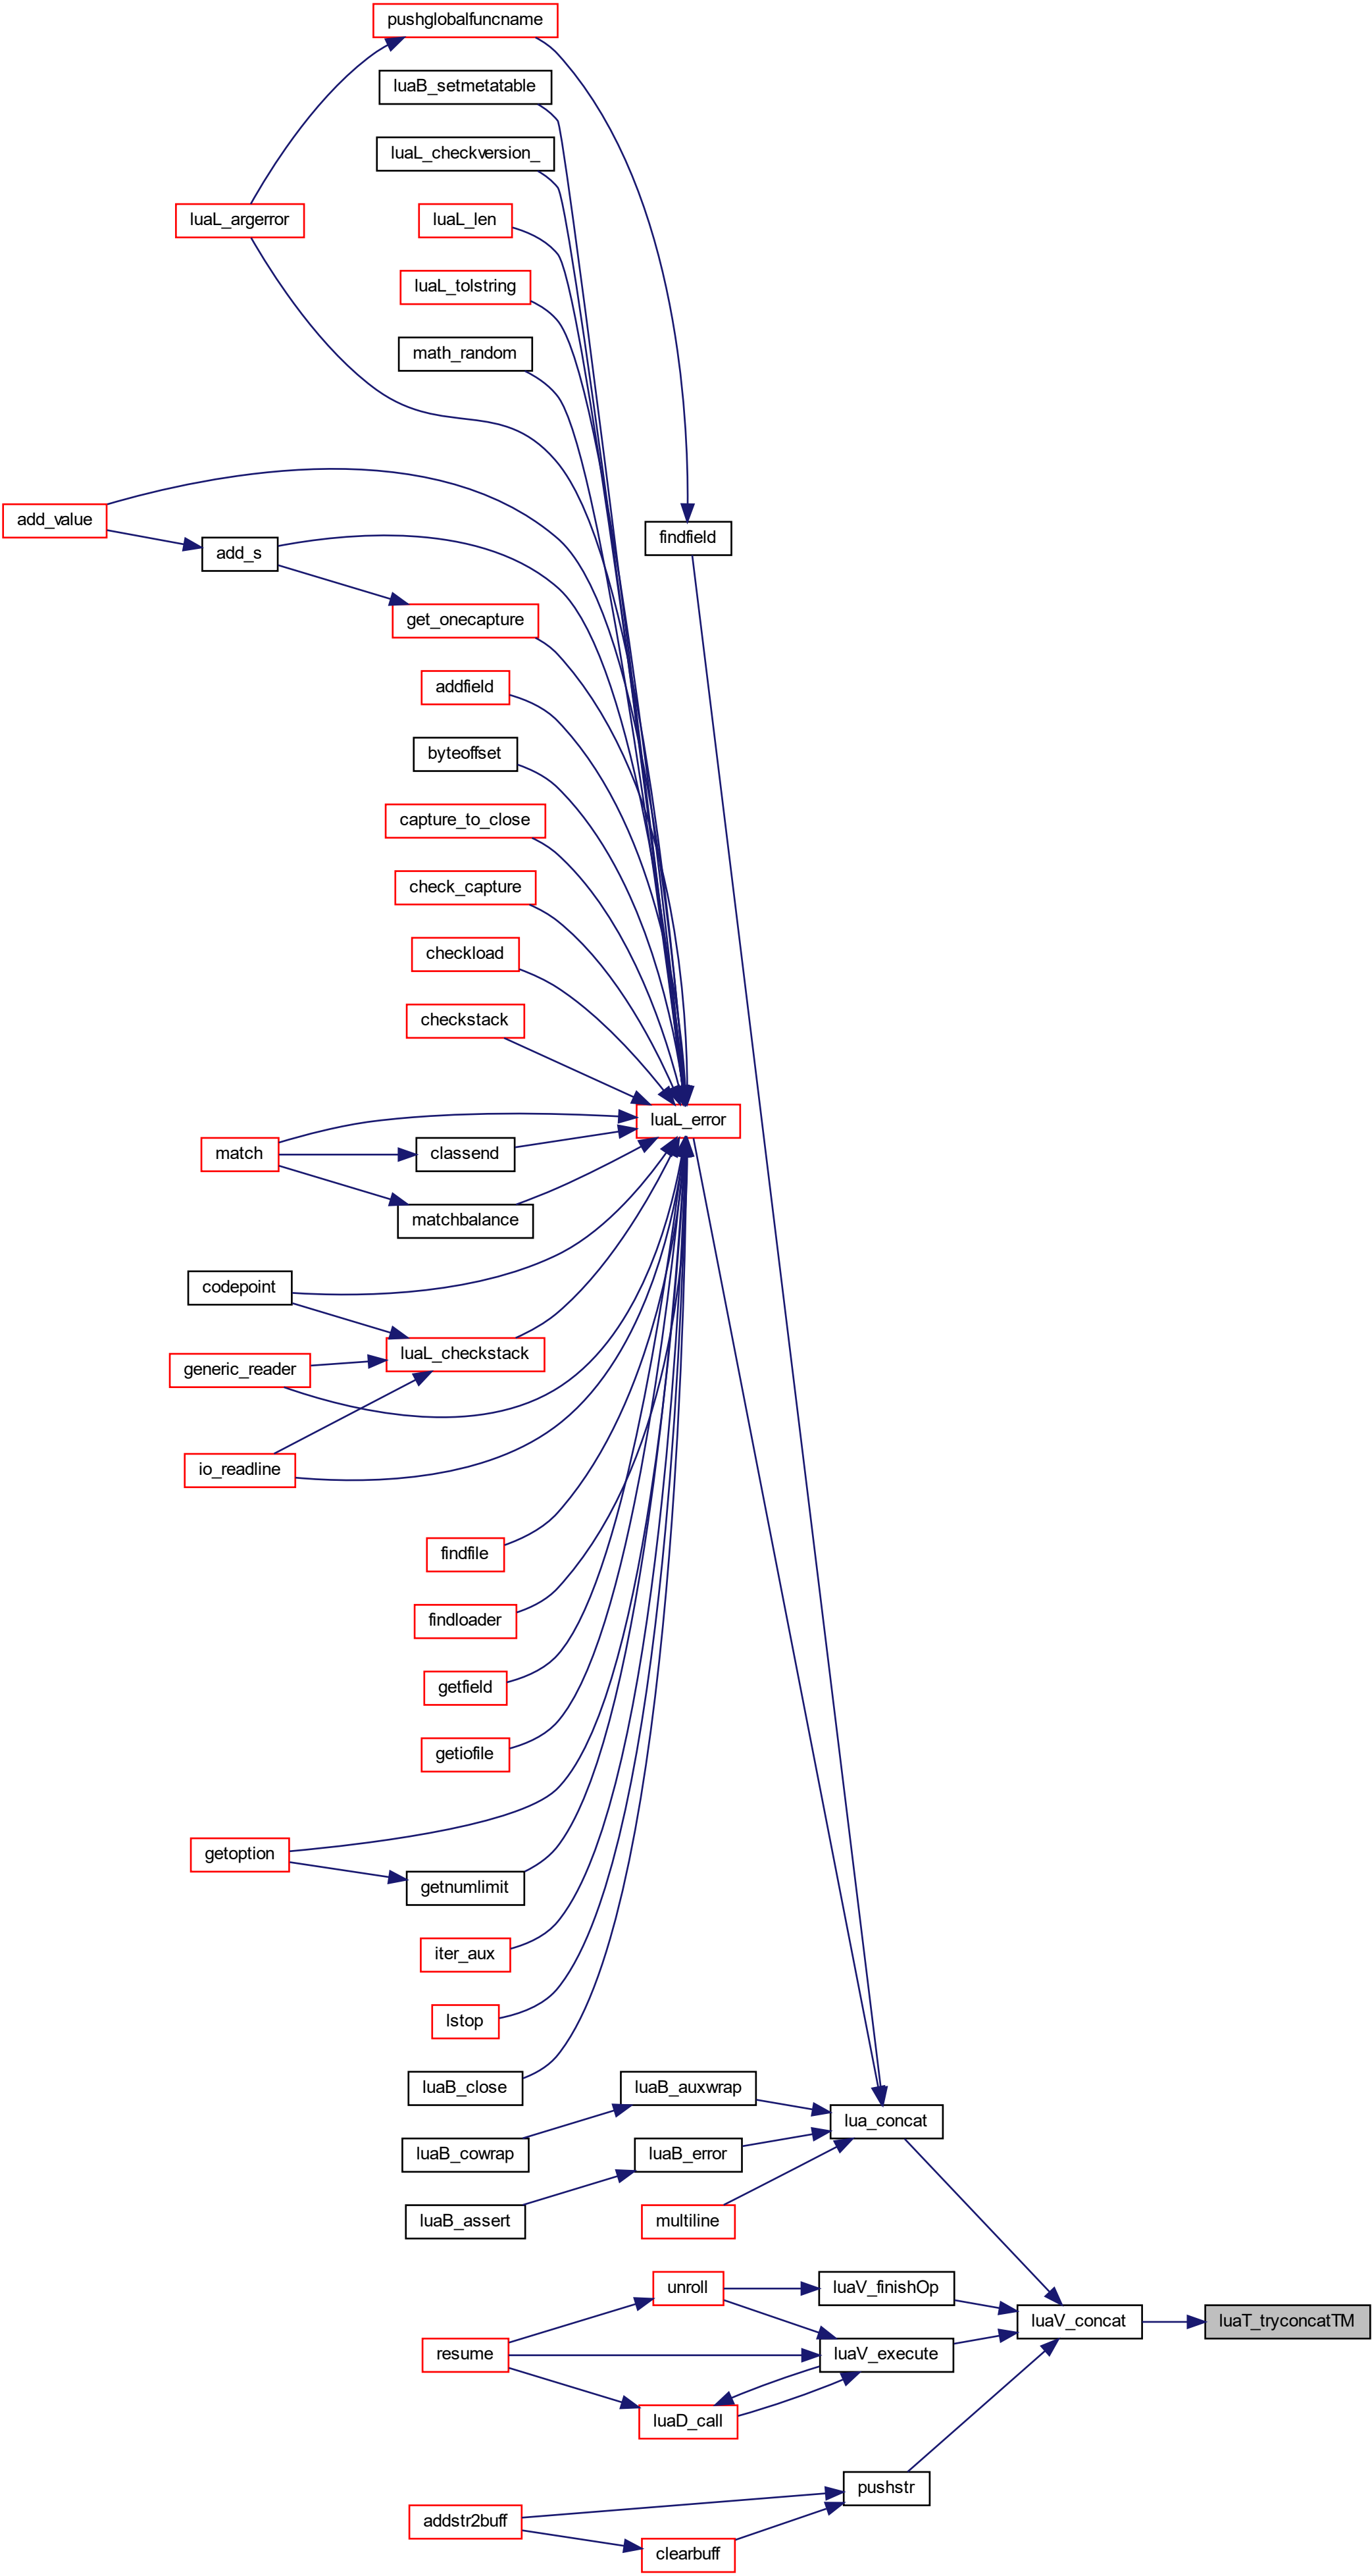 pushglobalfuncname
luaB_setmetatable
luaL_checkversion_
luaL_argerror
luaL_len
luaL_tolstring
math_random
add_value
add_s
findfield
get_onecapture
addfield
byteoffset
capture_to_close
check_capture
checkload
checkstack
luaL_error
match
classend
matchbalance
codepoint
luaL_checkstack
generic_reader
io_readline
findfile
findloader
getfield
getiofile
getoption
getnumlimit
iter_aux
lstop
luaB_close
luaB_auxwrap
lua_concat
luaB_cowrap
luaB_error
luaB_assert
multiline
unroll
luaV_finishOp
luaV_concat
luaT_tryconcatTM
resume
luaV_execute
luaD_call
pushstr
addstr2buff
clearbuff